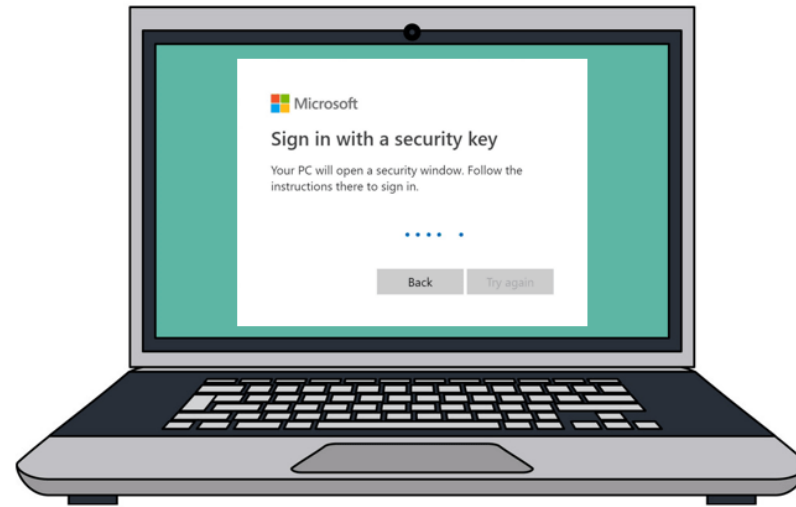 Microsoft
Sign in with a security key
Your PC will open a security window. Follow the
instructions there to sign in.
Back
Try again